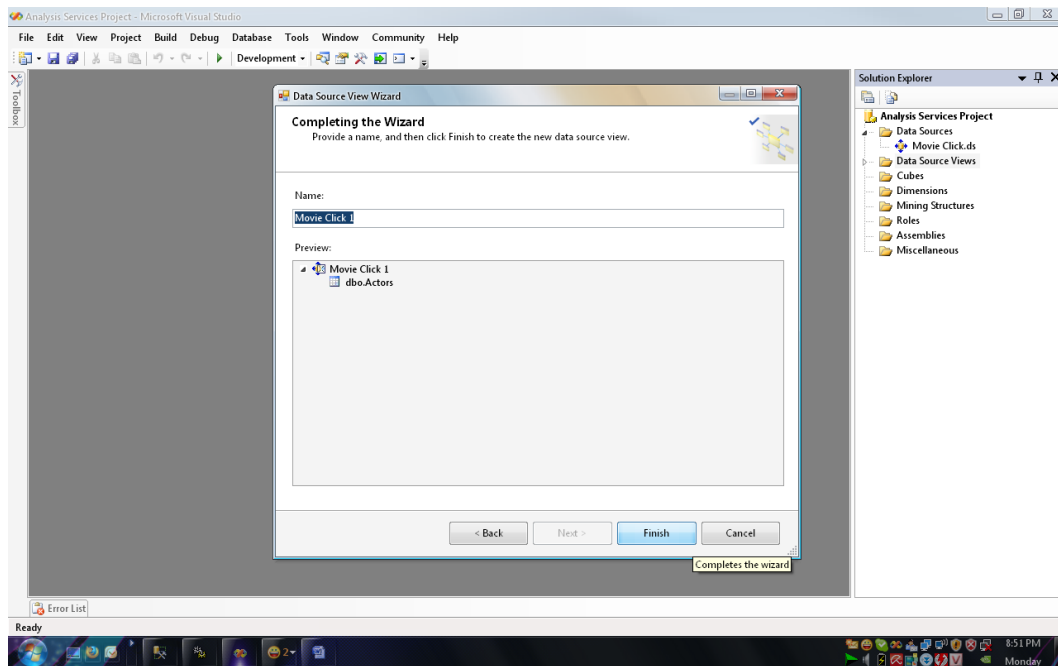 Analysis Services Project - Microsoft Visual Studio
File Edit View Project Build Debug Database Tools Window Community Help
Development
Toolbox
Data Source View Wizard
Completing the Wizard
Provide a name, and then click Finish to create the new data source view.
Name:
Movie Click 1
Preview:
Movie Click 1
dbo.Actors
< Back Next > Finish Cancel
Completes the wizard
Solution Explorer
Analysis Services Project
Data Sources
Movie Click.ds
Data Source Views
Cubes
Dimensions
Mining Structures
Roles
Assemblies
Miscellaneous
Error List
Ready
2
8:51 PM
Monday